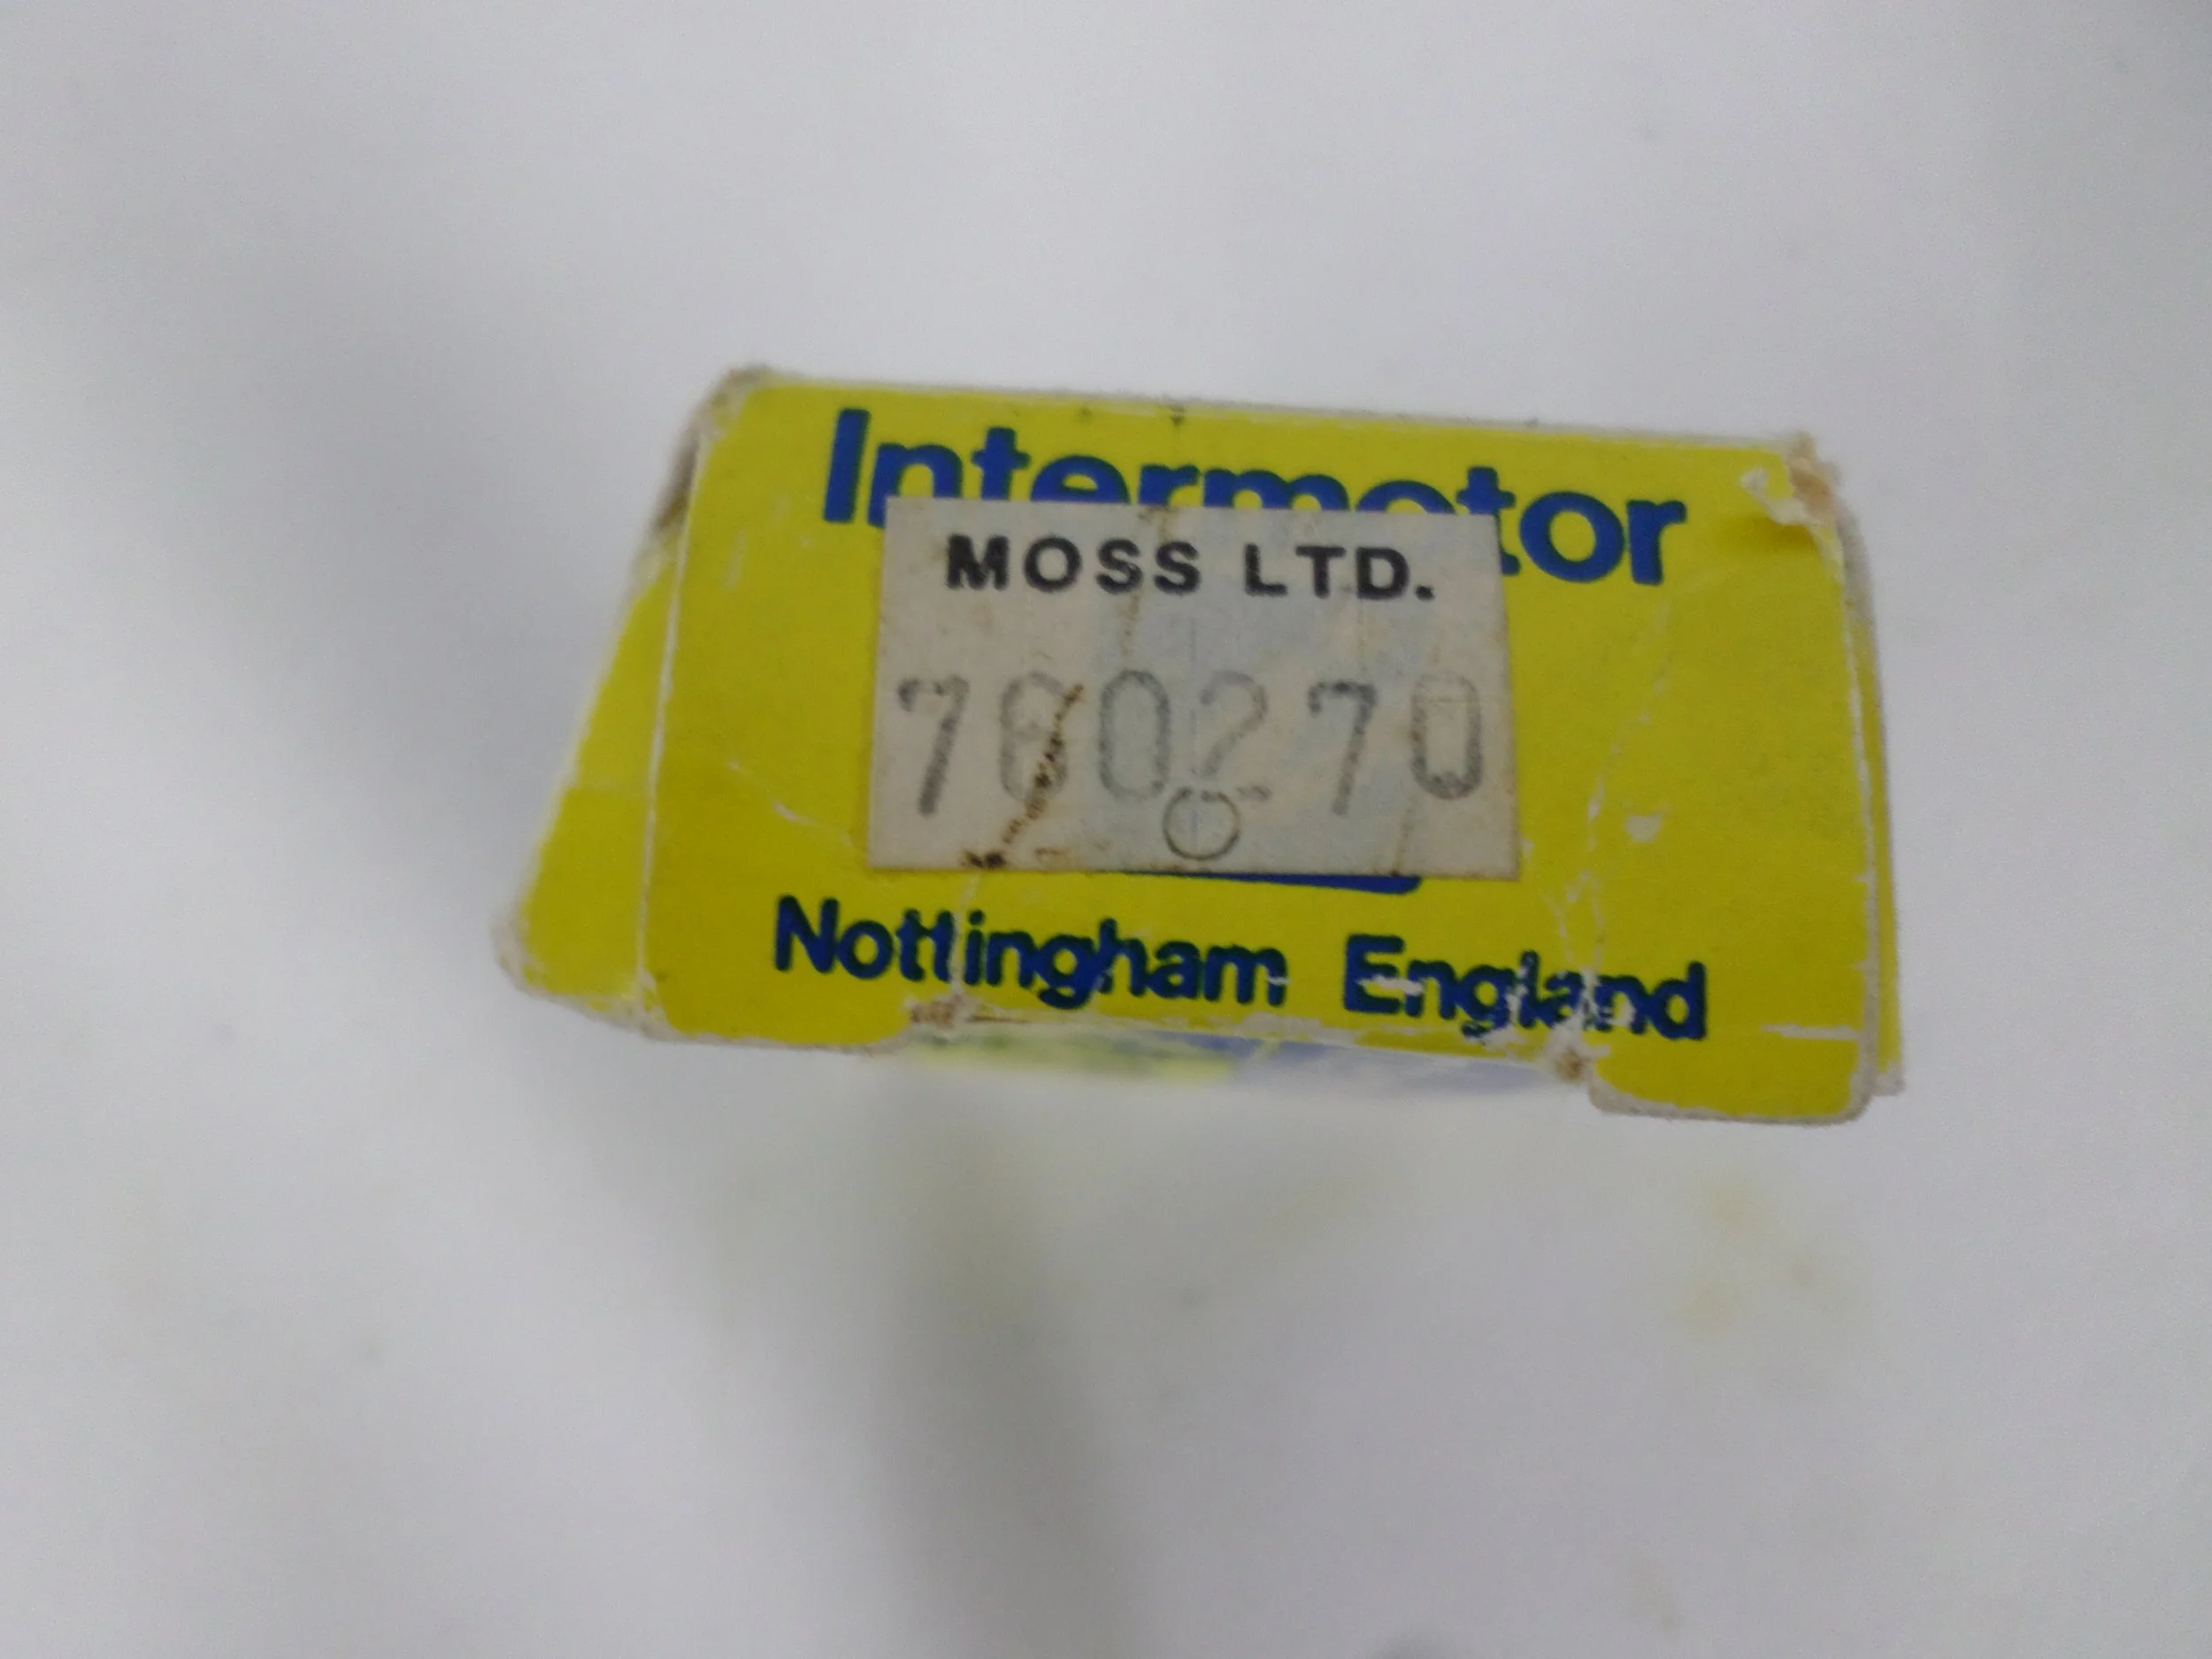 Intermotor
MOSS LTD.
780270
Nottingham England